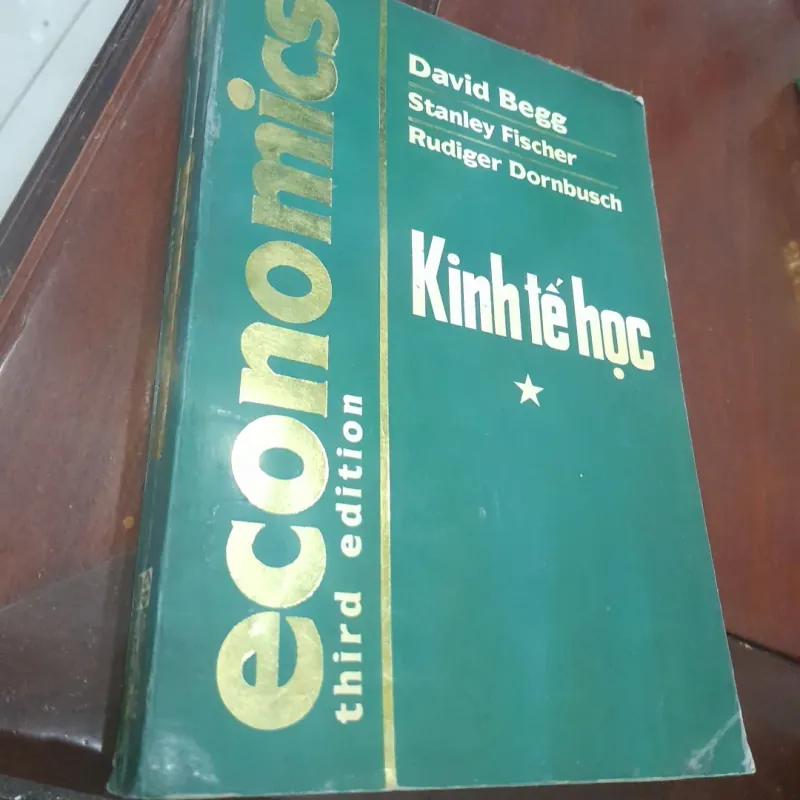 economics
third edition
David Begg
Stanley Fischer
Rudiger Dornbusch
Kinh tế học